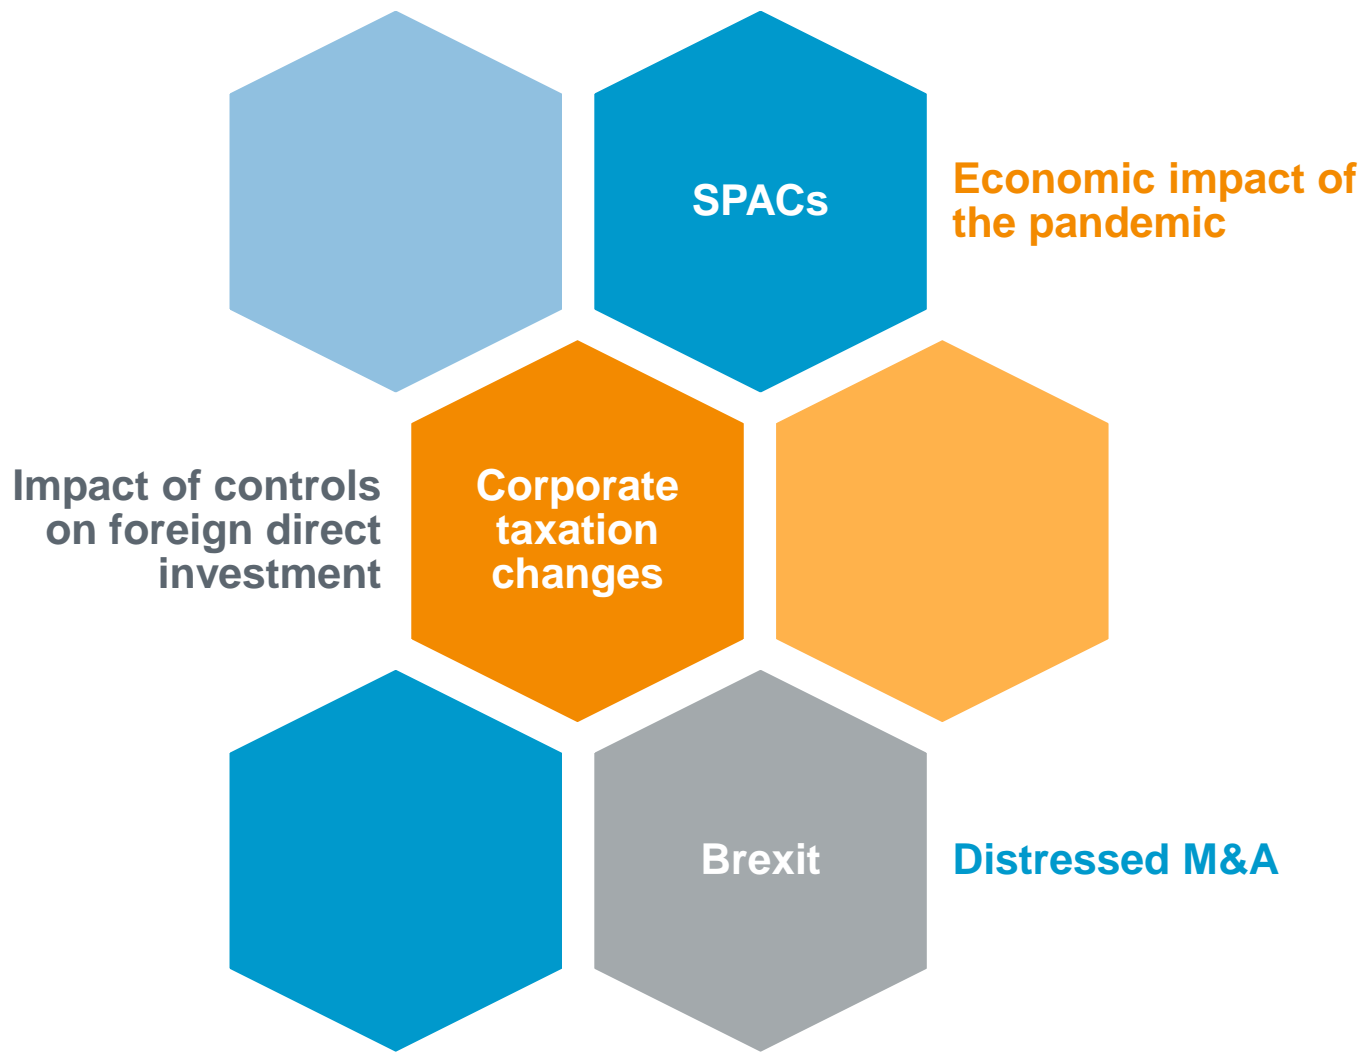 SPACs
Economic impact of
the pandemic
Impact of controls
on foreign direct
investment
Corporate
taxation
changes
Brexit
Distressed M&A